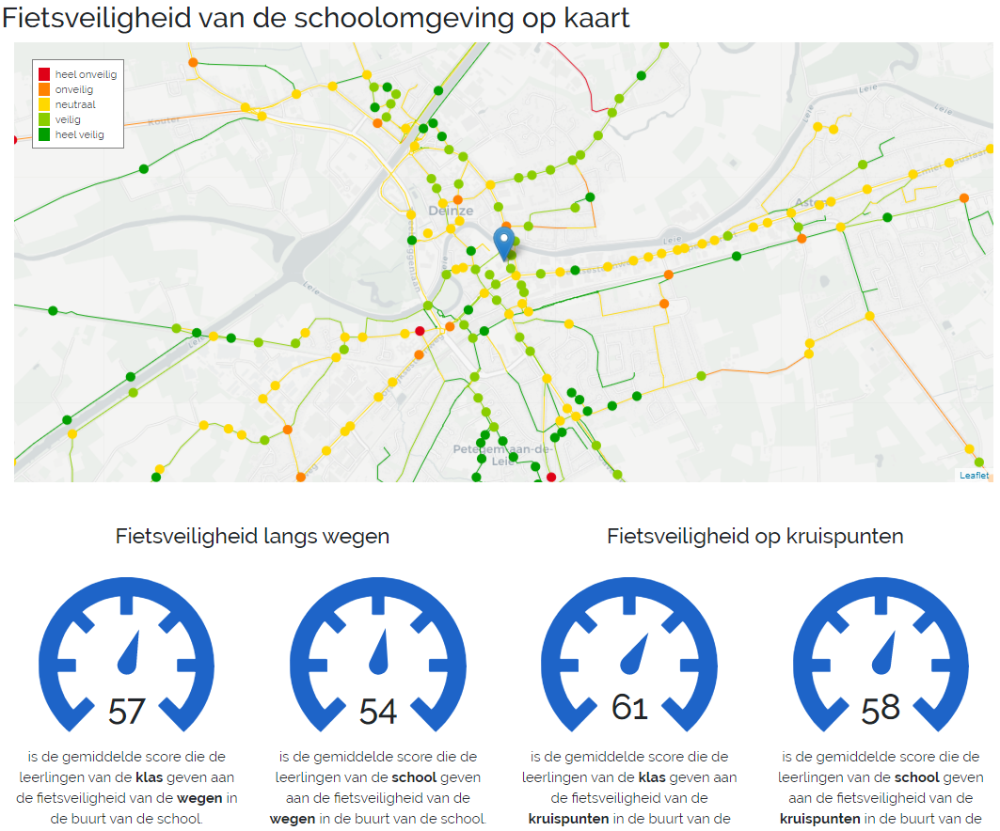 Fietsveiligheid van de schoolomgeving op kaart
heel onveilig
onveilig
neutraal
veilig
heel veilig
Kouter
Leie
Leie
Leie
Deinze
Leie
Leie
Leie
Leie
Petegem-aan-de-
Leie
Leaflet
Fietsveiligheid langs wegen
Fietsveiligheid op kruispunten
57
54
61
58
is de gemiddelde score die de
leerlingen van de klas geven aan
de fietsveiligheid van de wegen in
de buurt van de school.
is de gemiddelde score die de
leerlingen van de school geven
aan de fietsveiligheid van de
wegen in de buurt van de school.
is de gemiddelde score die de
leerlingen van de klas geven aan
de fietsveiligheid van de
kruispunten in de buurt van de
is de gemiddelde score die de
leerlingen van de school geven
aan de fietsveiligheid van de
kruispunten in de buurt van de